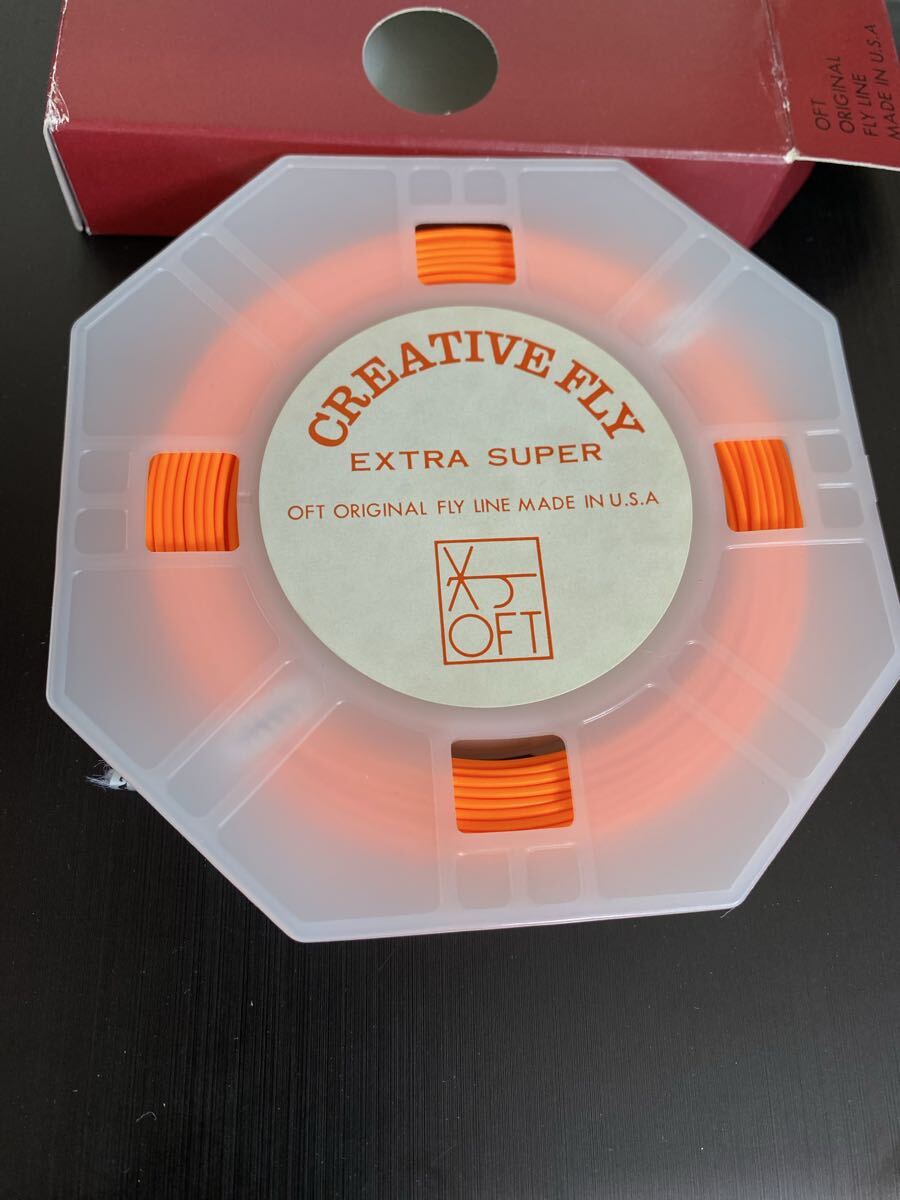 OFT
ORIGINAL
FLY LINE
MADE IN U.S.A
CREATIVE FLY
EXTRA SUPER
OFT ORIGINAL FLY LINE MADE IN U.S.A
OFT